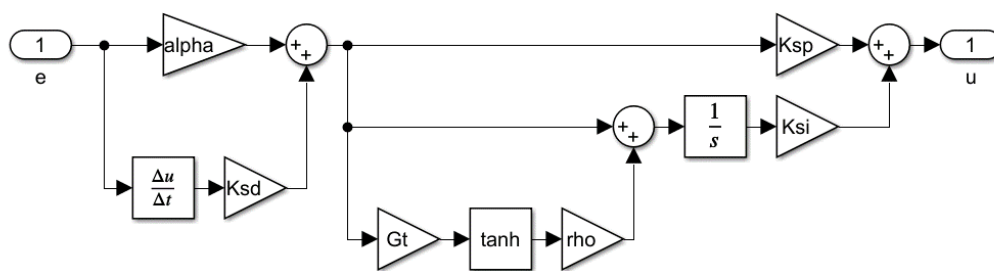 1
e
alpha
+
+
Δu
Δt
Ksd
Gt
tanh
rho
+
+
1
s
Ksp
Ksi
+
+
1
u